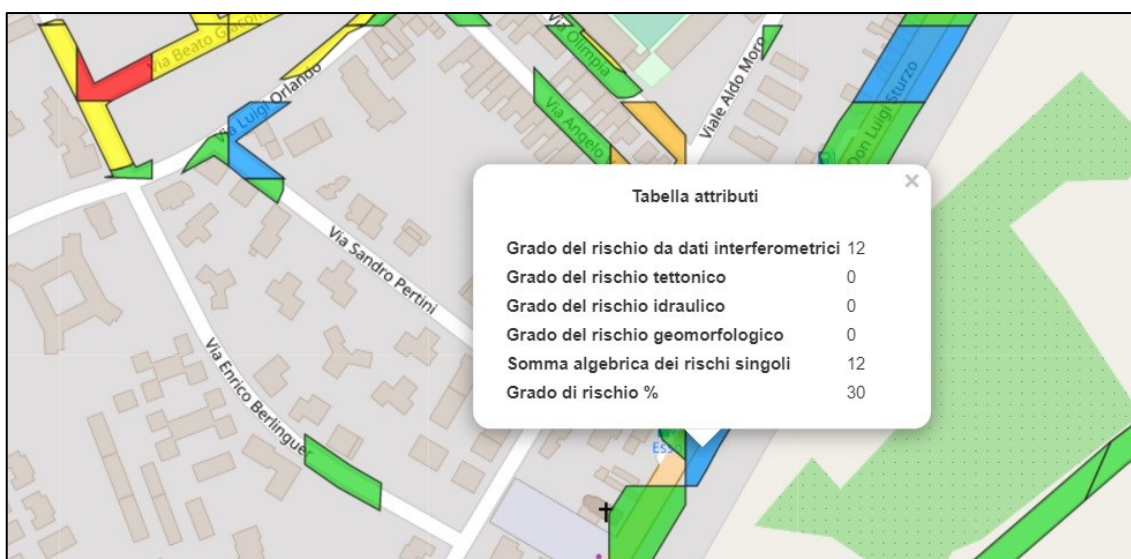 Via Beato Giacomo
Via Luigi Orlando
Via Olimpia
Via Angelo
Viale Aldo Moro
Don Luigi Sturzo
Via Sandro Pertini
Via Enrico Berlinguer
×
Tabella attributi
Grado del rischio da dati interferometrici 12
Grado del rischio tettonico 0
Grado del rischio idraulico 0
Grado del rischio geomorfologico 0
Somma algebrica dei rischi singoli 12
Grado di rischio % 30